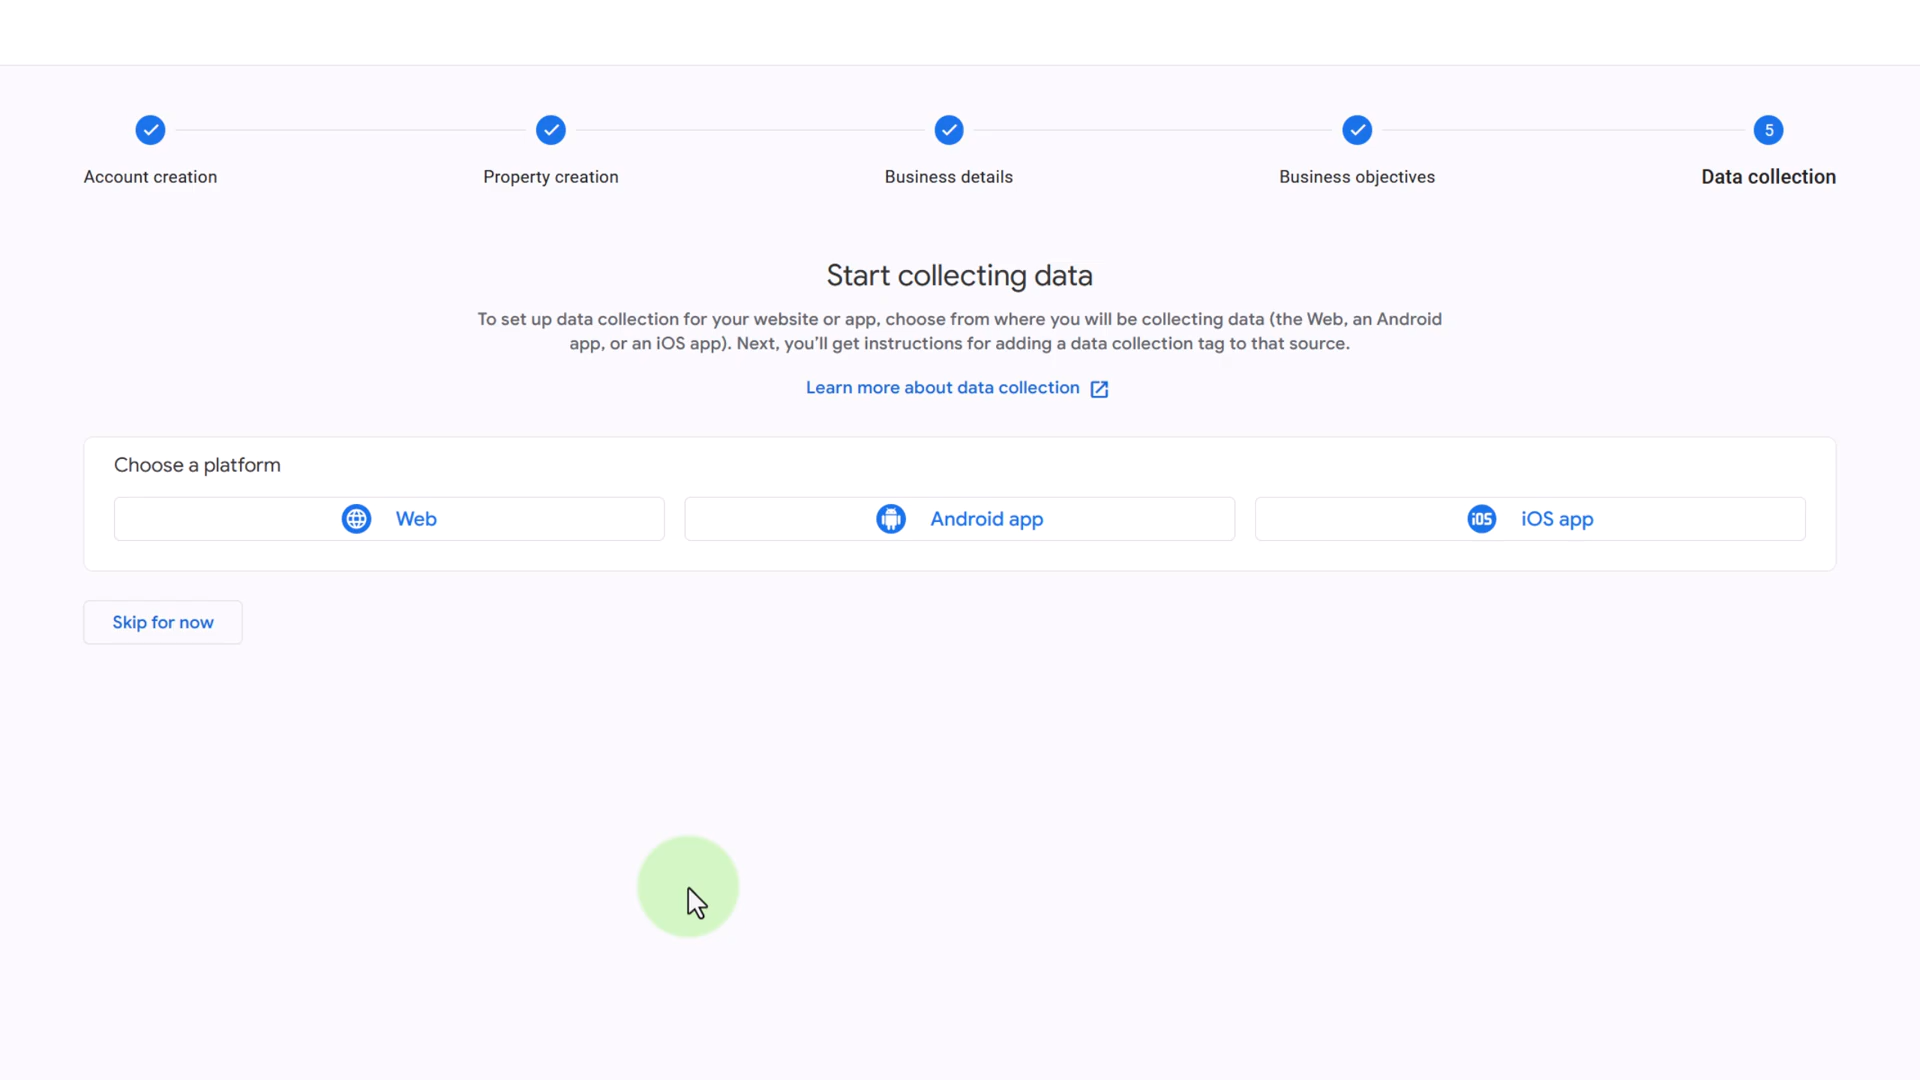 5
Account creation
Property creation
Business details
Business objectives
Data collection
Start collecting data
To set up data collection for your website or app, choose from where you will be collecting data (the Web, an Android
app, or an iOS app). Next, you’ll get instructions for adding a data collection tag to that source.
Learn more about data collection
Choose a platform
Web
Android app
iOS
iOS app
Skip for now